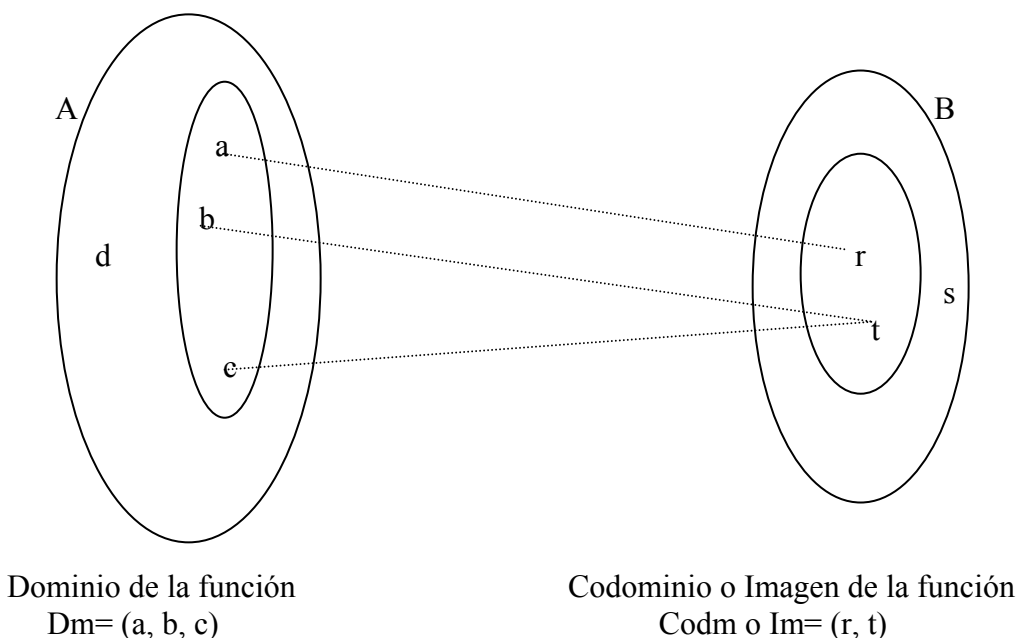 A
B
a
b
d
r
s
t
c
Dominio de la función
Codominio o Imagen de la función
Dm= (a, b, c)
Codm o Im= (r, t)